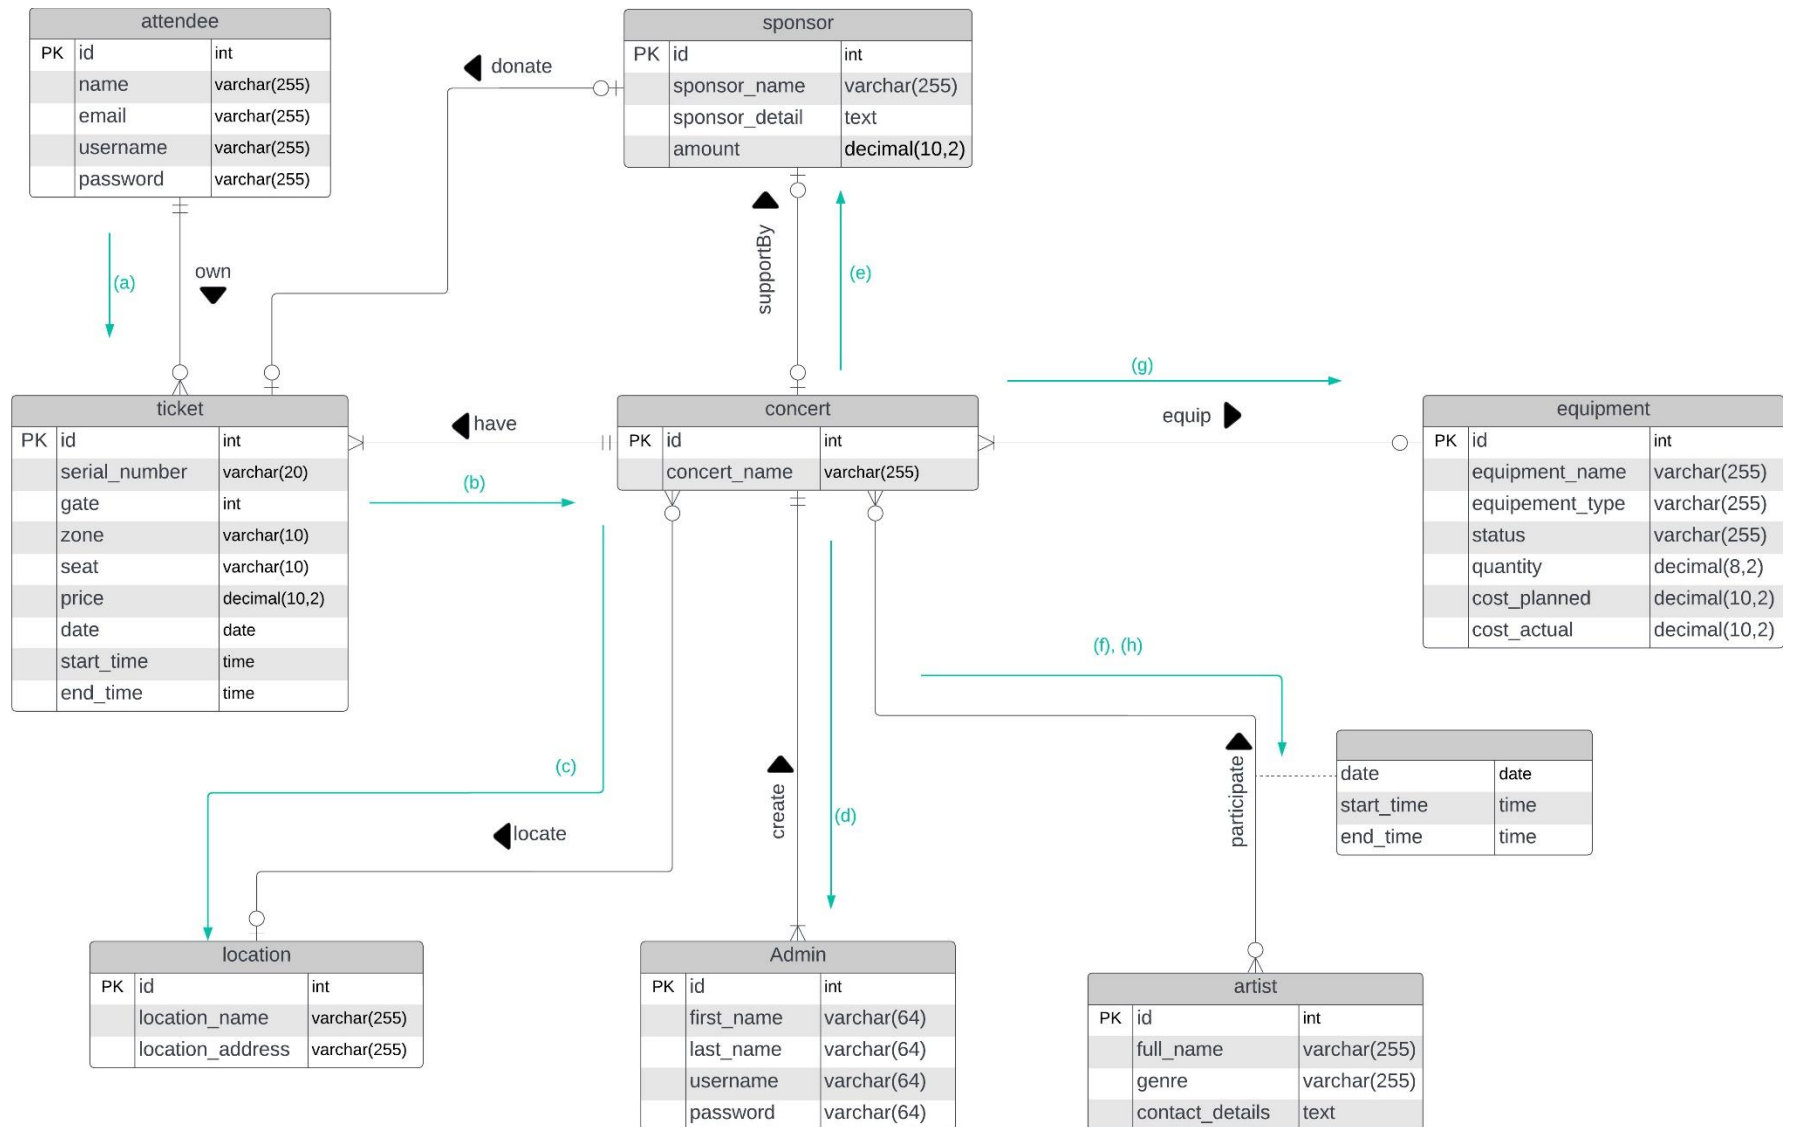 attendee
PK id int
name varchar(255)
email varchar(255)
username varchar(255)
password varchar(255)
sponsor
PK id int
sponsor_name varchar(255)
sponsor_detail text
amount decimal(10,2)
donate
(a)
own
supportBy
(e)
(g)
equip
have
(b)
ticket
PK id int
serial_number varchar(20)
gate int
zone varchar(10)
seat varchar(10)
price decimal(10,2)
date date
start_time time
end_time time
concert
PK id int
concert_name varchar(255)
equipment
PK id int
equipment_name varchar(255)
equipement_type varchar(255)
status varchar(255)
quantity decimal(8,2)
cost_planned decimal(10,2)
cost_actual decimal(10,2)
(f), (h)
(c)
locate
create
(d)
participate
date date
start_time time
end_time time
location
PK id int
location_name varchar(255)
location_address varchar(255)
Admin
PK id int
first_name varchar(64)
last_name varchar(64)
username varchar(64)
password varchar(64)
artist
PK id int
full_name varchar(255)
genre varchar(255)
contact_details text